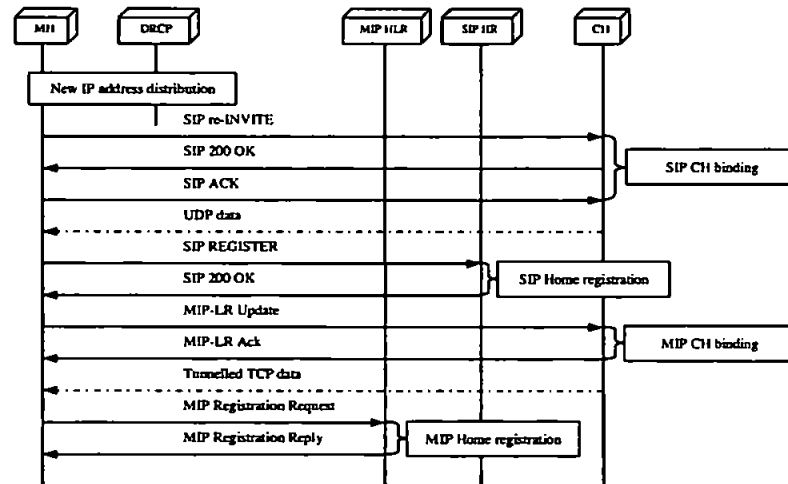 MH DRCP MIP HLR SIP HR CH
New IP address distribution
SIP re-INVITE
SIP 200 OK
SIP CH binding
SIP ACK
UDP data
SIP REGISTER
SIP 200 OK
SIP Home registration
MIP-LR Update
MIP-LR Ack
MIP CH binding
Tunnelled TCP data
MIP Registration Request
MIP Registration Reply
MIP Home registration